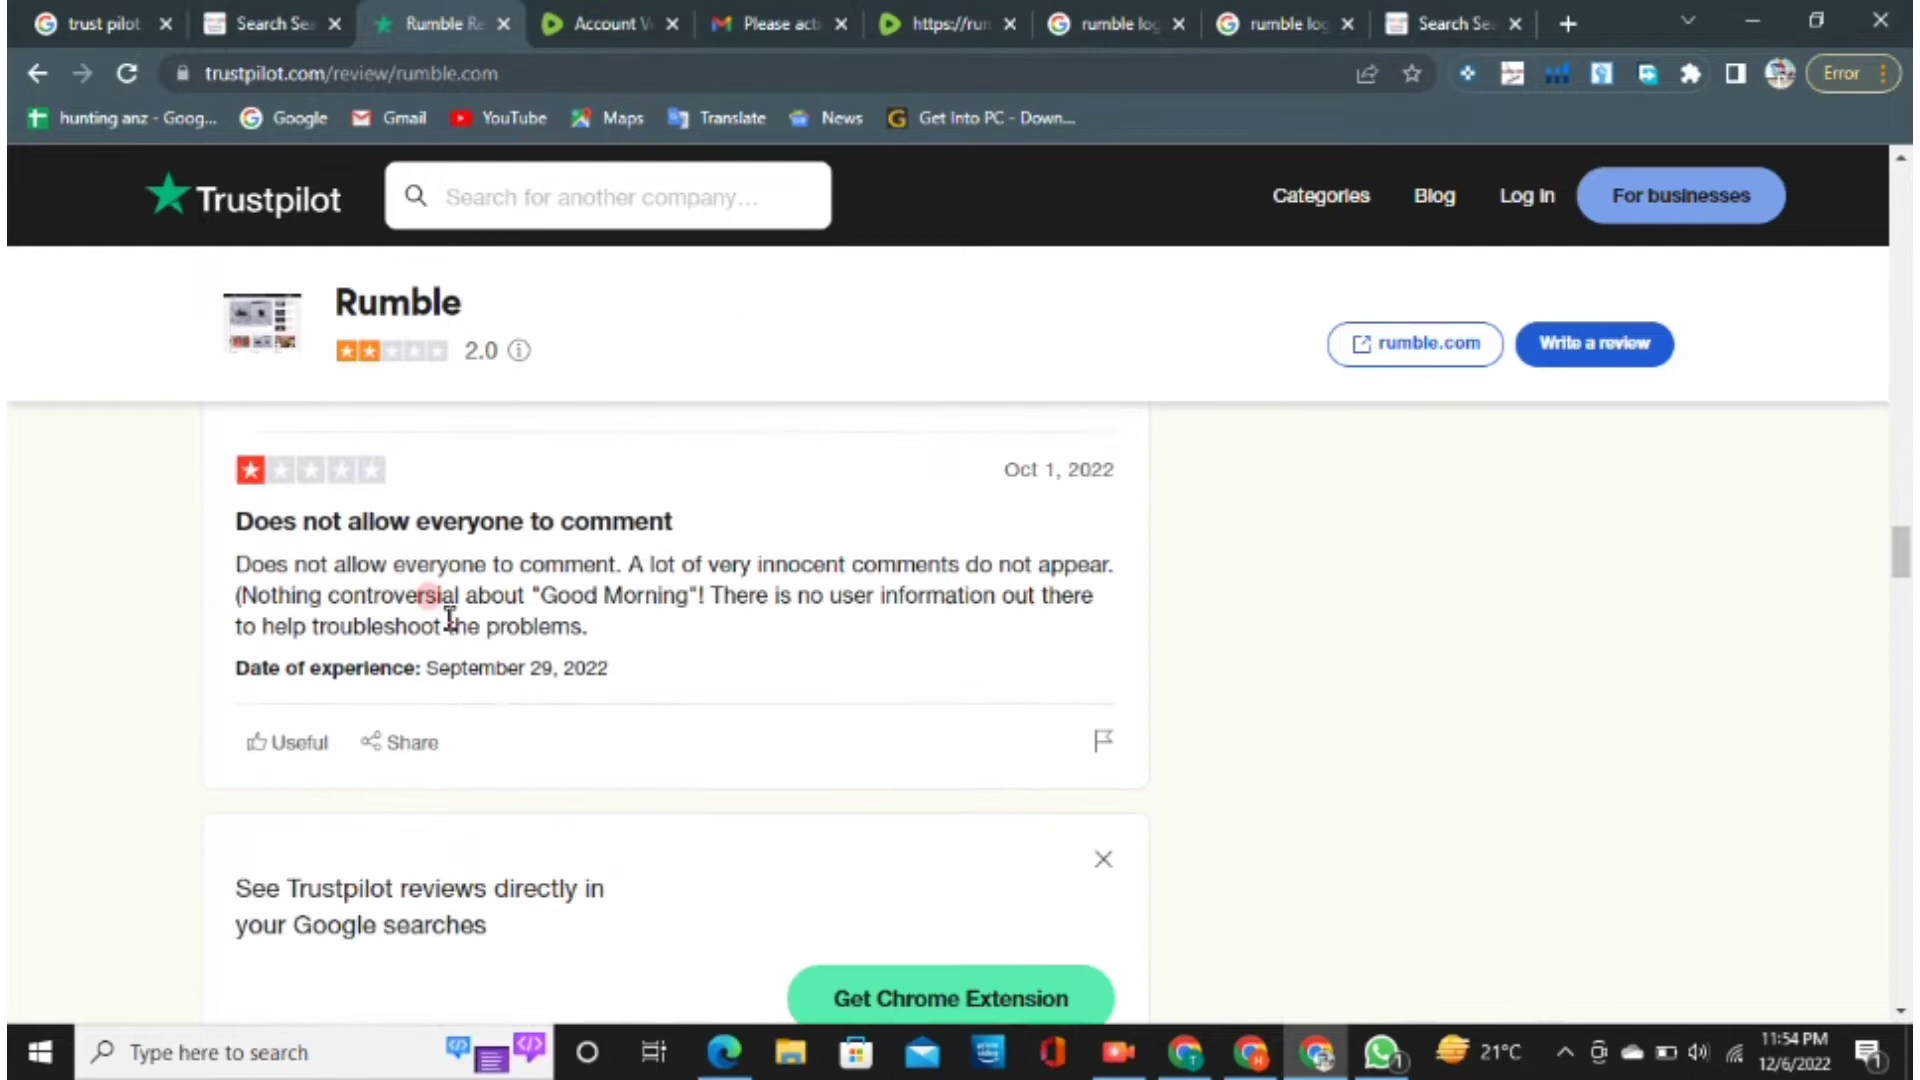 trust pilot
Search Se
Rumble Re
Account V
Please act
https://run
rumble log
rumble log
Search Se
trustpilot.com/review/rumble.com
Error
hunting anz - Goog...
Google
Gmail
YouTube
Maps
Translate
News
Get Into PC - Down...
Trustpilot
Search for another company...
Categories
Blog
Log in
For businesses
Rumble
2.0
rumble.com
Write a review
Oct 1, 2022
Does not allow everyone to comment
Does not allow everyone to comment. A lot of very innocent comments do not appear.
(Nothing controversial about "Good Morning"! There is no user information out there
to help troubleshoot the problems.
Date of experience: September 29, 2022
Useful
Share
See Trustpilot reviews directly in
your Google searches
Get Chrome Extension
Type here to search
21°C
11:54 PM
12/6/2022